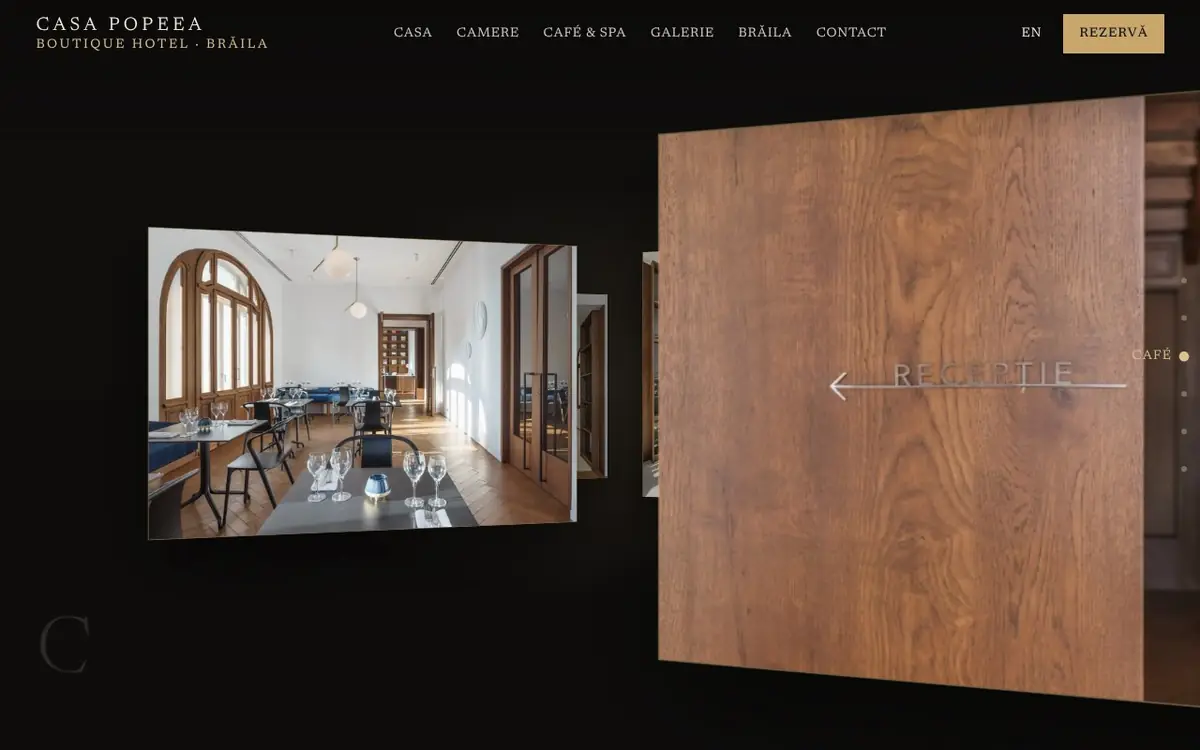 CASA POPEEA
BOUTIQUE HOTEL · BRĂILA
CASA
CAMERE
CAFÉ & SPA
GALERIE
BRĂILA
CONTACT
EN
REZERVĂ
RECEPȚIE
CAFÉ
C